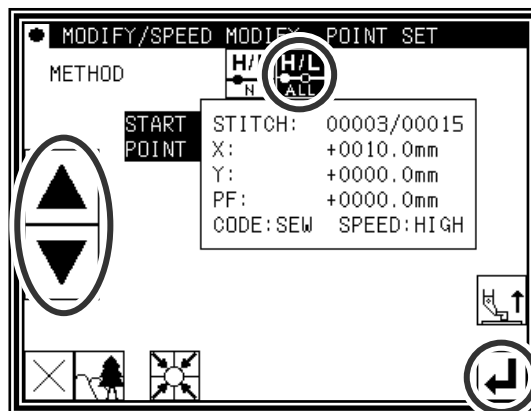 MODIFY/SPEED MODIFY POINT SET
METHOD
H/L N
H/L ALL
START POINT
STITCH: 00003/00015
X: +0010.0mm
Y: +0000.0mm
PF: +0000.0mm
CODE:SEW SPEED:HIGH